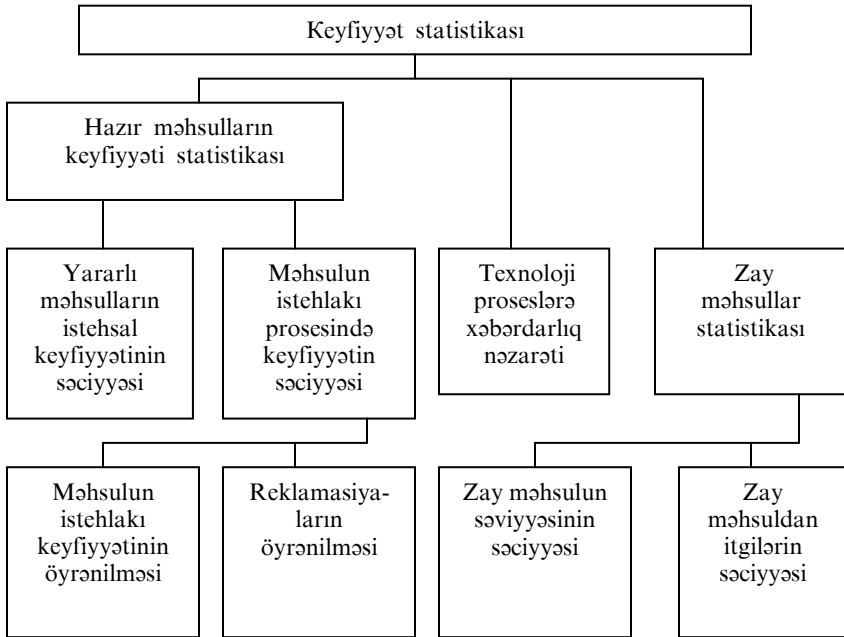 Keyfiyyət statistikası
Hazır məhsulların
keyfiyyəti statistikası
Yararlı
məhsulların
istehsal
keyfiyyətinin
səciyyəsi
Məhsulun
istehlakı
prosesində
keyfiyyətin
səciyyəsi
Texnoloji
proseslərə
xəbərdarlıq
nəzarəti
Zay
məhsullar
statistikası
Məhsulun
istehlakı
keyfiyyətinin
öyrənilməsi
Reklamasiya-
ların
öyrənilməsi
Zay məhsulun
səviyyəsinin
səciyyəsi
Zay
məhsuldan
itgilərin
səciyyəsi